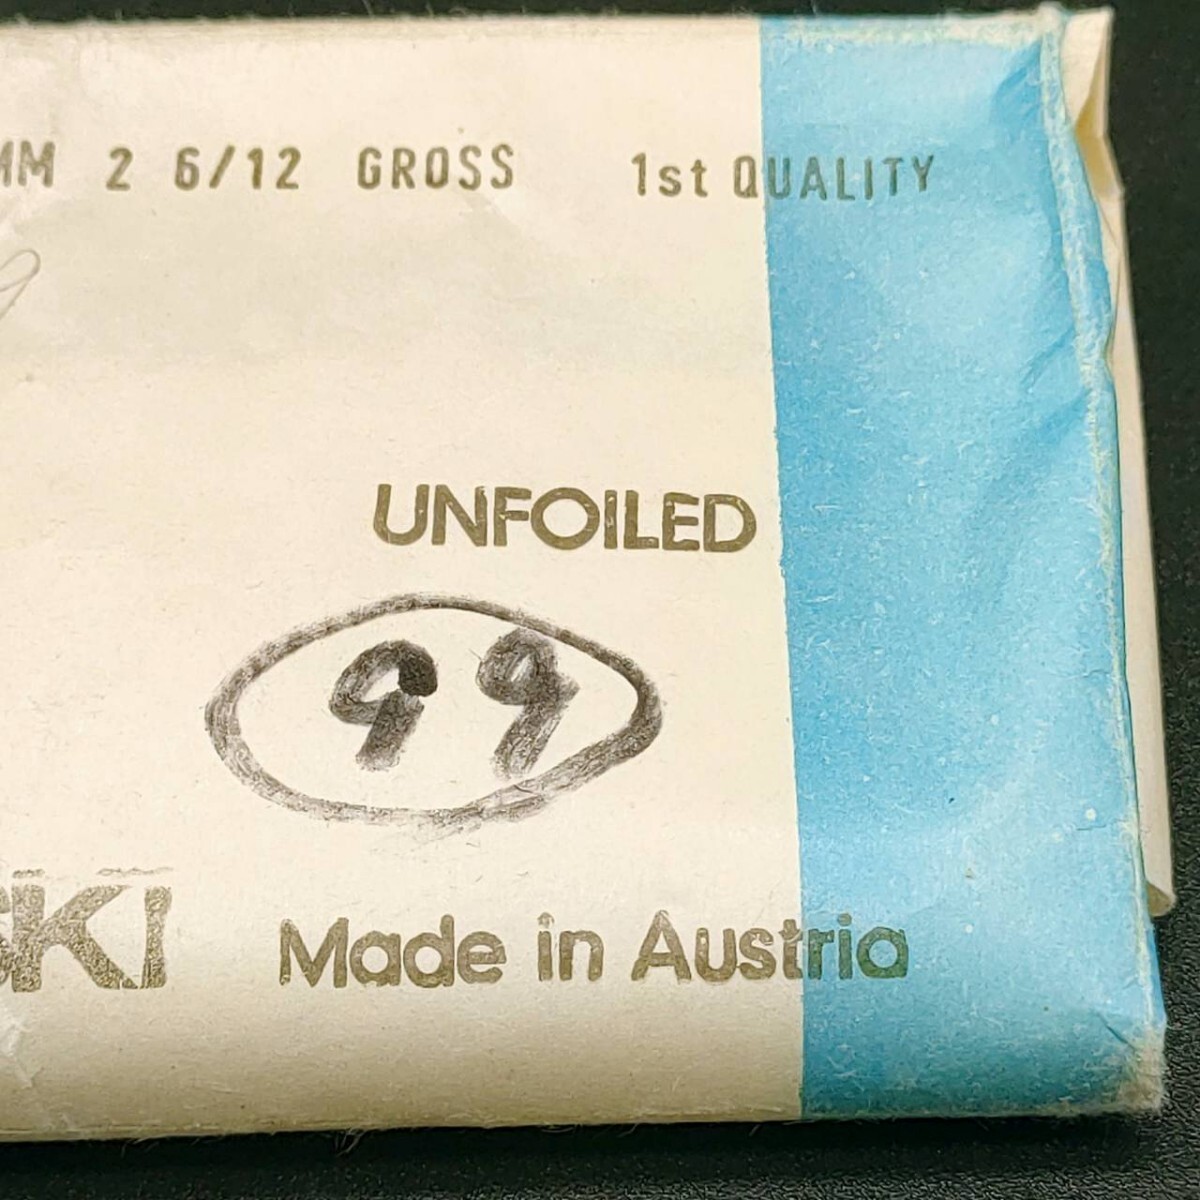 MM 2 6/12 GROSS 1st QUALITY
UNFOILED
99
SKI Made in Austria